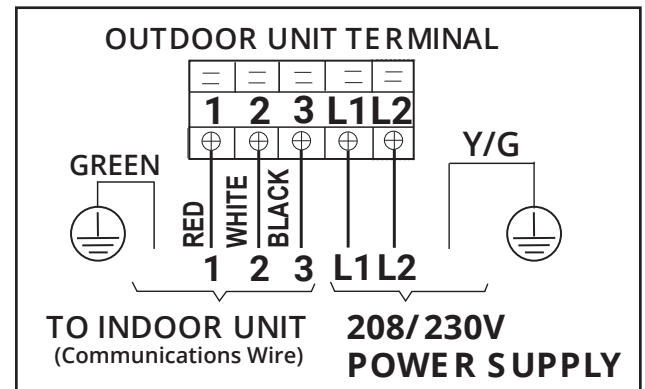 OUTDOOR UNIT TERMINAL
1 2 3 L1 L2
GREEN
Y/G
RED
WHITE
BLACK
1 2 3 L1 L2
TO INDOOR UNIT
(Communications Wire)
208/230V
POWER SUPPLY